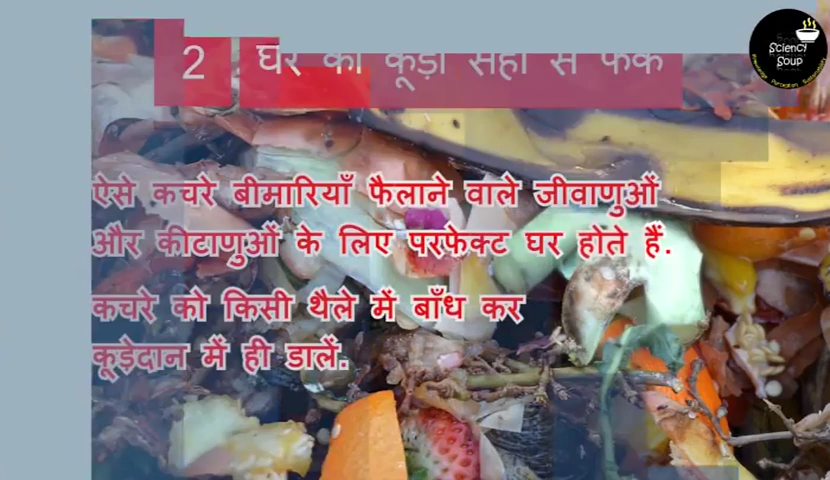 2. घर का कूड़ा सही से फेंकें
ऐसे कचरे बीमारियाँ फैलाने वाले जीवाणुओं
और कीटाणुओं के लिए परफेक्ट घर होते हैं.
कचरे को किसी थैले में बाँध कर
कूड़ेदान में ही डालें.
Sciency
Soup